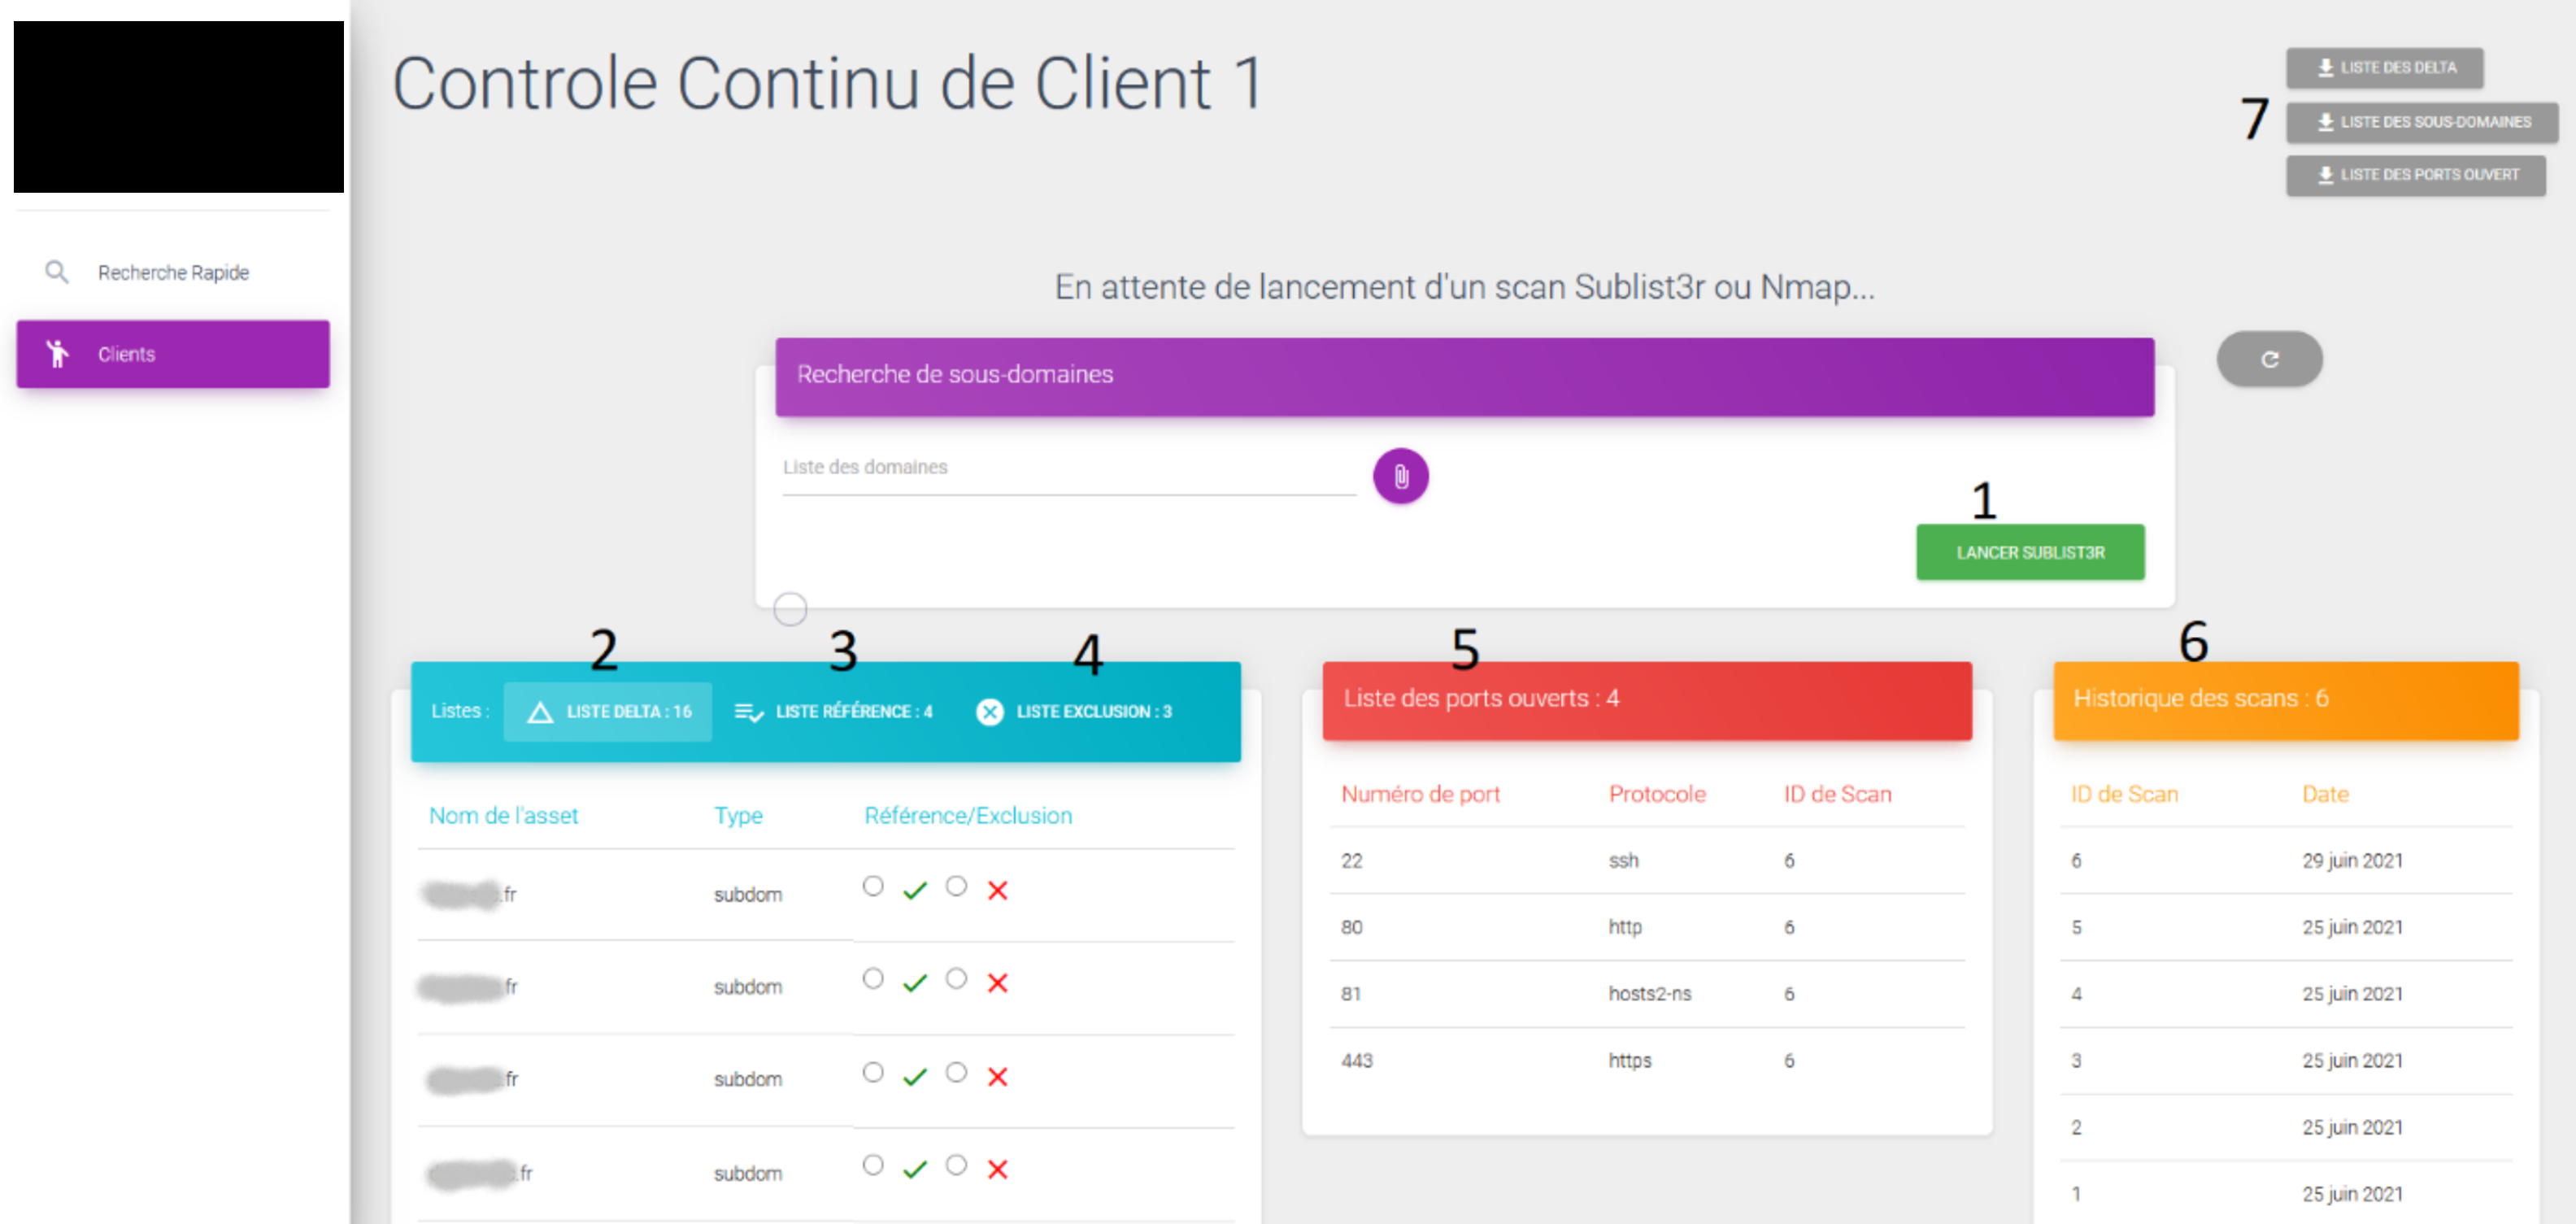 Controle Continu de Client 1
LISTE DES DELTA
7
LISTE DES SOUS-DOMAINES
LISTE DES PORTS OUVERT
Recherche Rapide
Clients
En attente de lancement d'un scan Sublist3r ou Nmap...
Recherche de sous-domaines
Liste des domaines
1
LANCER SUBLIST3R
2 3 4
Listes : LISTE DELTA : 16 LISTE RÉFÉRENCE : 4 LISTE EXCLUSION : 3
Nom de l'asset Type Référence/Exclusion
.fr subdom
.fr subdom
.fr subdom
.fr subdom
5
Liste des ports ouverts : 4
Numéro de port Protocole ID de Scan
22 ssh 6
80 http 6
81 hosts2-ns 6
443 https 6
6
Historique des scans : 6
ID de Scan Date
6 29 juin 2021
5 25 juin 2021
4 25 juin 2021
3 25 juin 2021
2 25 juin 2021
1 25 juin 2021